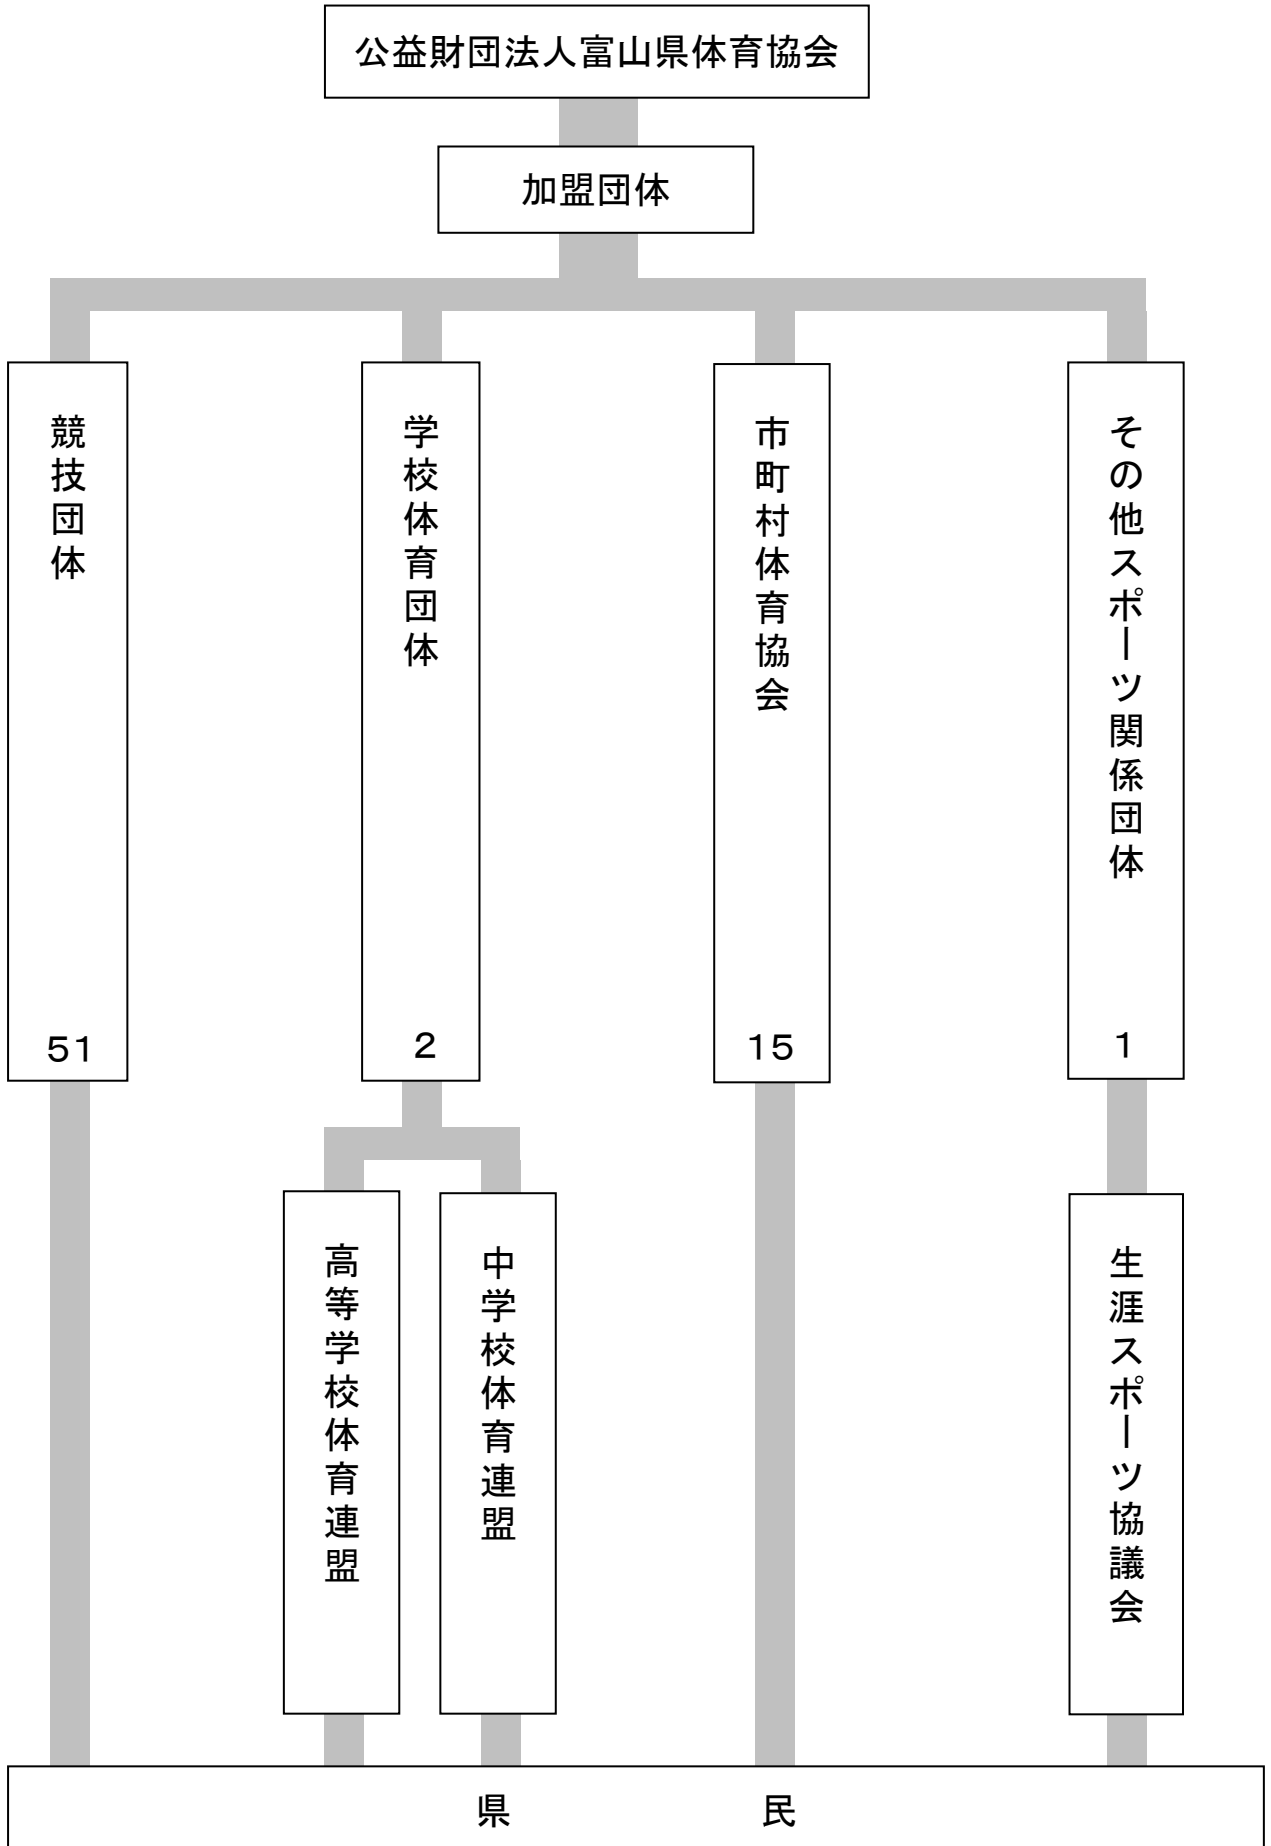 公益財団法人富山県体育協会
加盟団体
競技団体
51
学校体育団体
2
市町村体育協会
15
その他スポーツ関係団体
1
高等学校体育連盟
中学校体育連盟
生涯スポーツ協議会
県 民